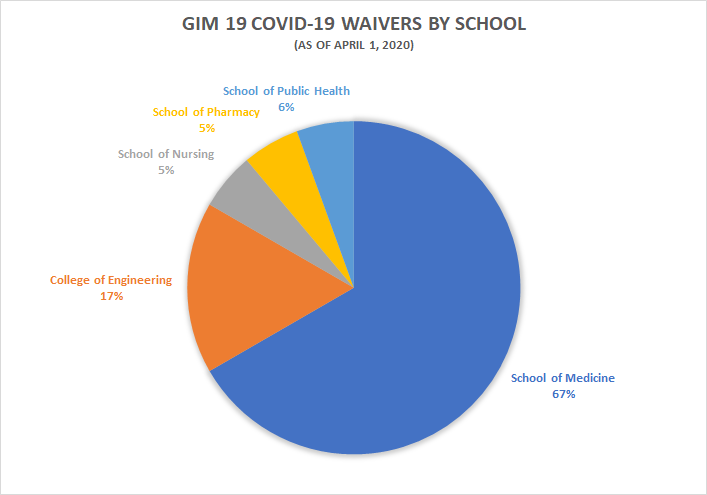 GIM 19 COVID-19 WAIVERS BY SCHOOL
(AS OF APRIL 1, 2020)
School of Public Health
6%
School of Pharmacy
5%
School of Nursing
5%
College of Engineering
17%
School of Medicine
67%